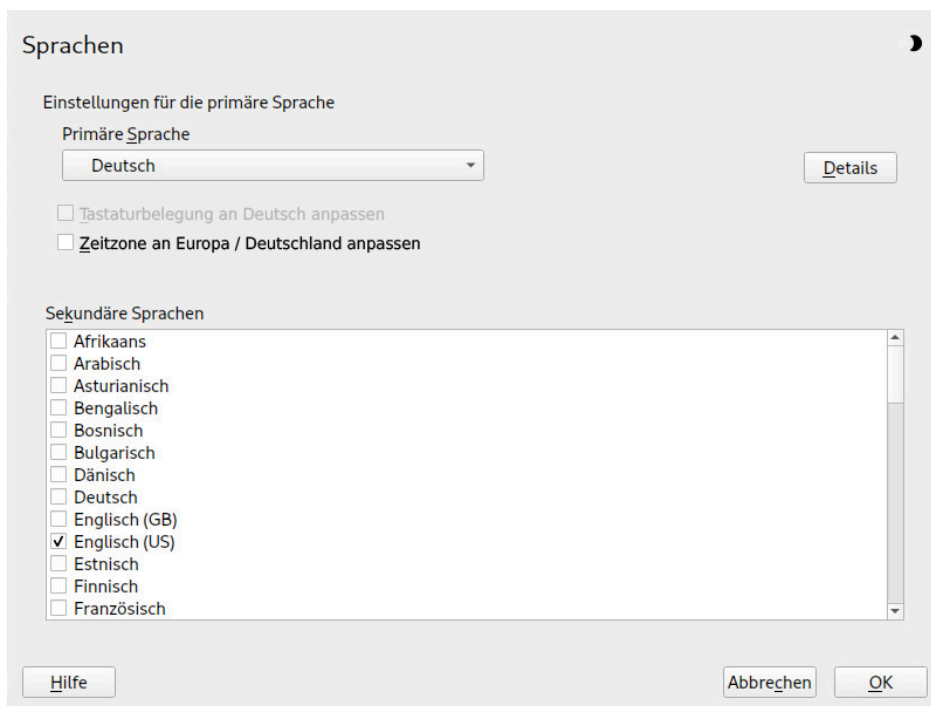 Sprachen
Einstellungen für die primäre Sprache
Primäre Sprache
Deutsch
Details
Tastaturbelegung an Deutsch anpassen
Zeitzone an Europa / Deutschland anpassen
Sekundäre Sprachen
Afrikaans
Arabisch
Asturianisch
Bengalisch
Bosnisch
Bulgarisch
Dänisch
Deutsch
Englisch (GB)
Englisch (US)
Estnisch
Finnisch
Französisch
Hilfe
Abbrechen
OK